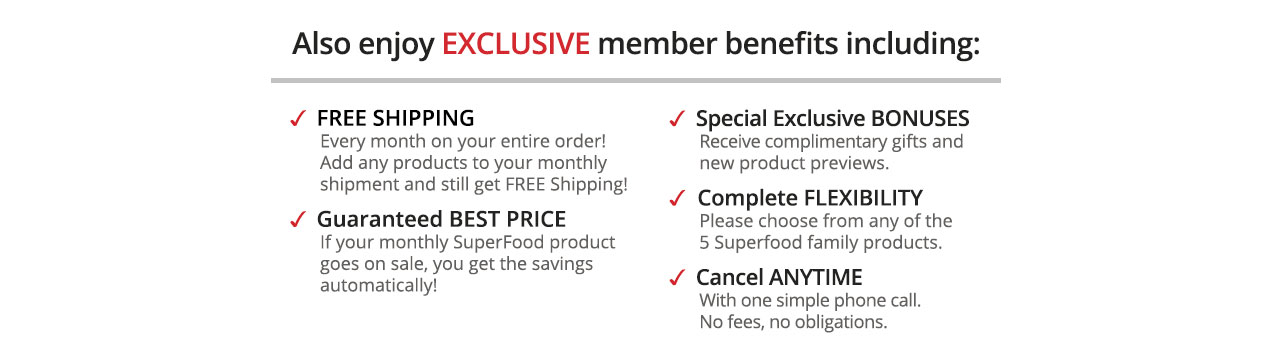 Also enjoy EXCLUSIVE member benefits including:
FREE SHIPPING
Every month on your entire order!
Add any products to your monthly
shipment and still get FREE Shipping!
Guaranteed BEST PRICE
If your monthly SuperFood product
goes on sale, you get the savings
automatically!
Special Exclusive BONUSES
Receive complimentary gifts and
new product previews.
Complete FLEXIBILITY
Please choose from any of the
5 Superfood family products.
Cancel ANYTIME
With one simple phone call.
No fees, no obligations.